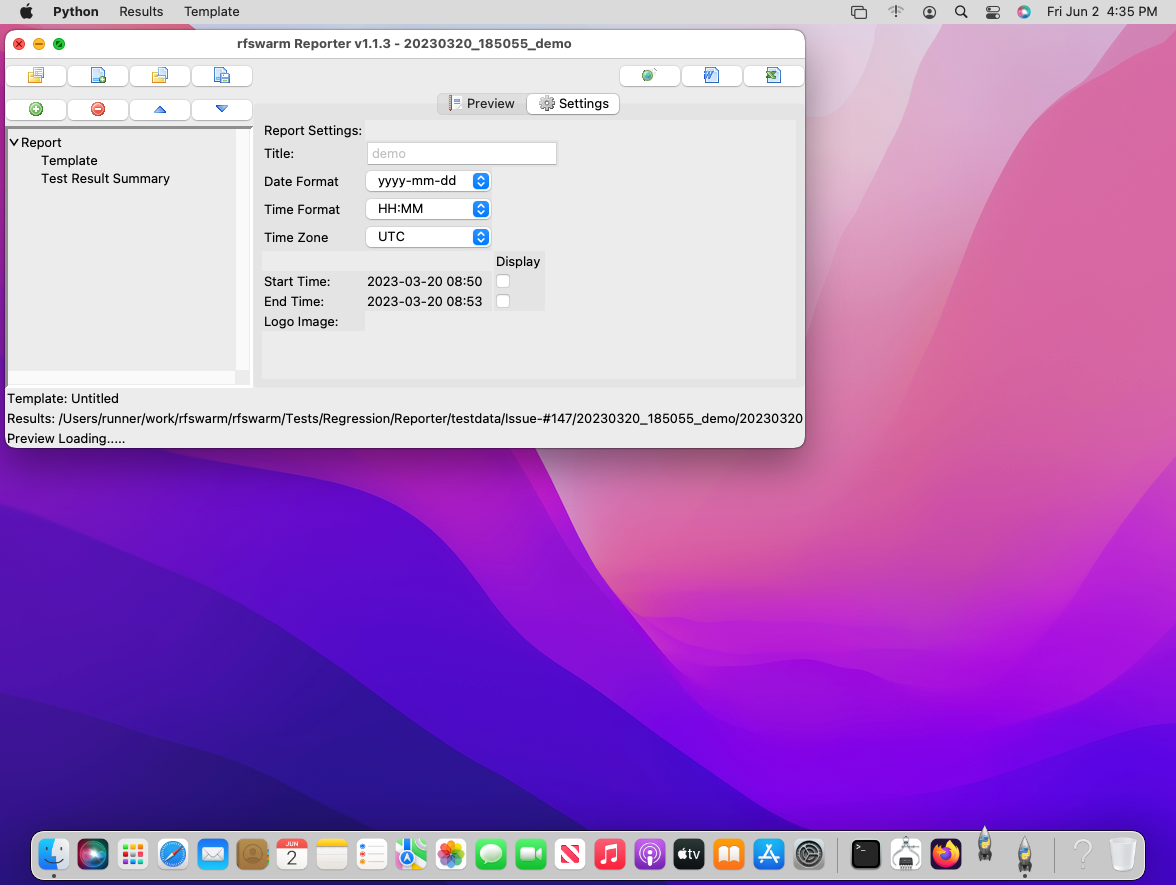 Python Results Template Fri Jun 2 4:35 PM
rfswarm Reporter v1.1.3 - 20230320_185055_demo
Preview Settings
Report
Template
Test Result Summary
Report Settings:
Title: demo
Date Format yyyy-mm-dd
Time Format HH:MM
Time Zone UTC
Display
Start Time: 2023-03-20 08:50
End Time: 2023-03-20 08:53
Logo Image:
Template: Untitled
Results: /Users/runner/work/rfswarm/rfswarm/Tests/Regression/Reporter/testdata/Issue-#147/20230320_185055_demo/20230320
Preview Loading.....
JUN
2
tv